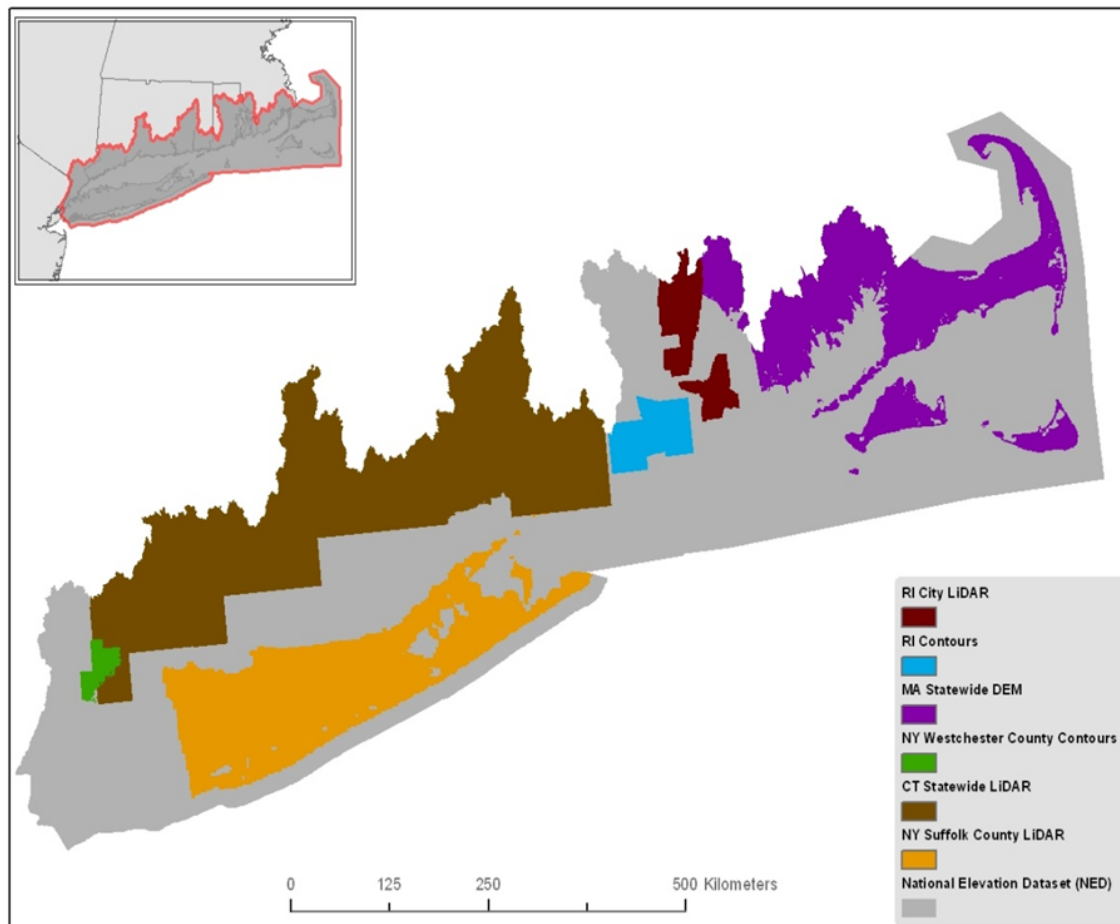 RI City LiDAR
RI Contours
MA Statewide DEM
NY Westchester County Contours
CT Statewide LiDAR
NY Suffolk County LiDAR
National Elevation Dataset (NED)
0 125 250 500 Kilometers